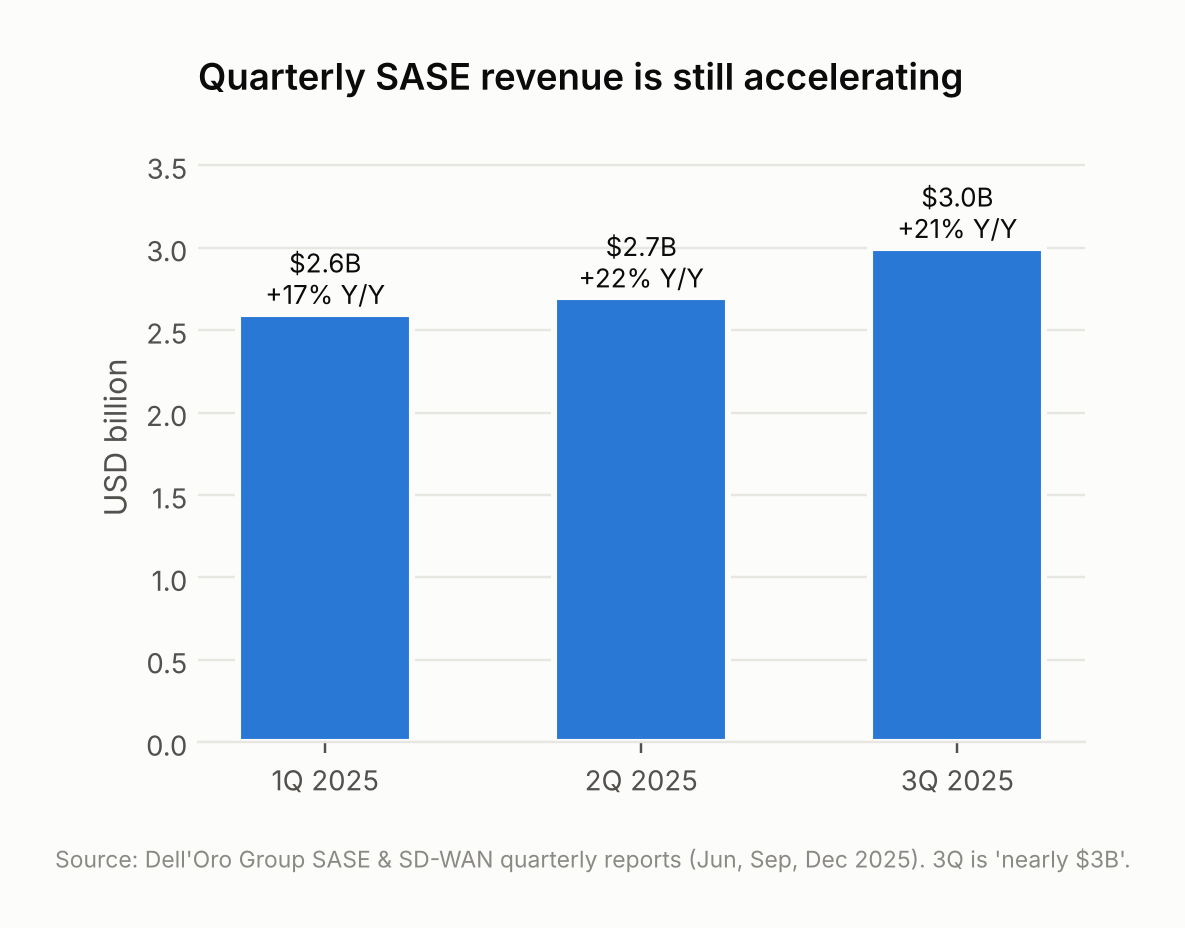 Quarterly SASE revenue is still accelerating
3.5
3.0
2.5
2.0
1.5
1.0
0.5
0.0
USD billion
$2.6B
+17% Y/Y
$2.7B
+22% Y/Y
$3.0B
+21% Y/Y
1Q 2025
2Q 2025
3Q 2025
Source: Dell'Oro Group SASE & SD-WAN quarterly reports (Jun, Sep, Dec 2025). 3Q is 'nearly $3B'.